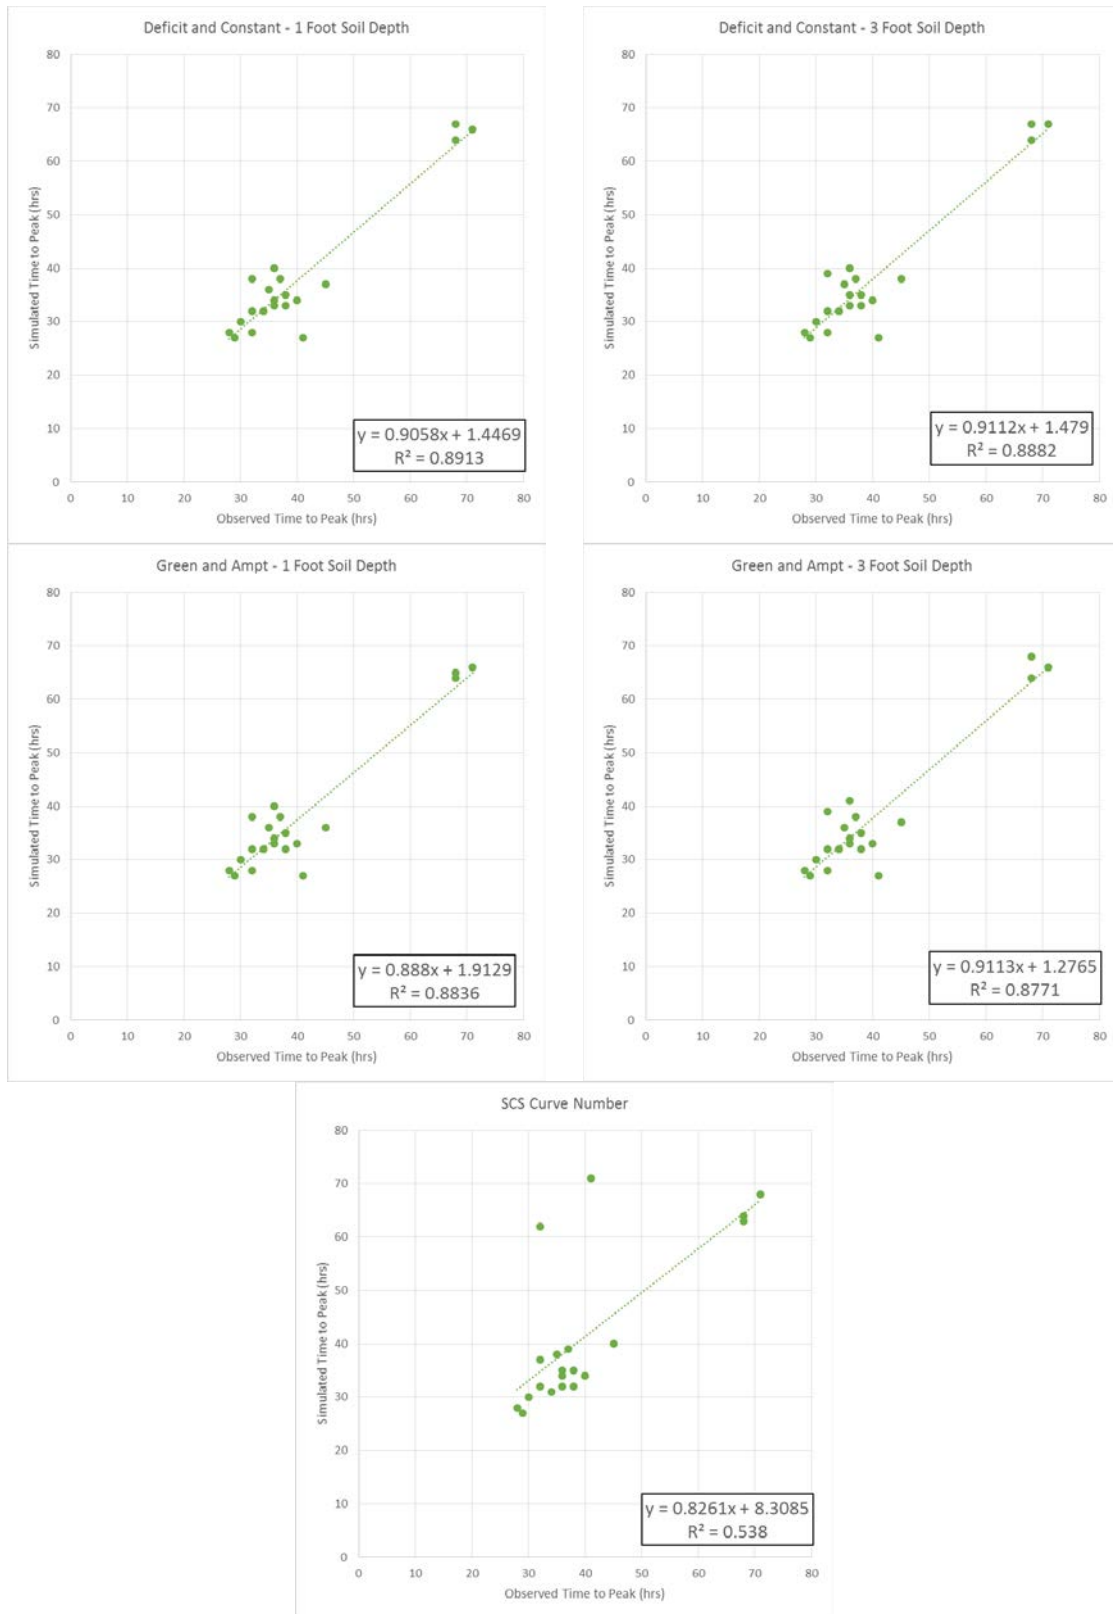 Deficit and Constant - 1 Foot Soil Depth
80
70
60
50
40
30
20
10
0
Simulated Time to Peak (hrs)
y = 0.9058x + 1.4469
R² = 0.8913
0 10 20 30 40 50 60 70 80
Observed Time to Peak (hrs)
Deficit and Constant - 3 Foot Soil Depth
80
70
60
50
40
30
20
10
0
Simulated Time to Peak (hrs)
y = 0.9112x + 1.479
R² = 0.8882
0 10 20 30 40 50 60 70 80
Observed Time to Peak (hrs)
Green and Ampt - 1 Foot Soil Depth
80
70
60
50
40
30
20
10
0
Simulated Time to Peak (hrs)
y = 0.888x + 1.9129
R² = 0.8836
0 10 20 30 40 50 60 70 80
Observed Time to Peak (hrs)
Green and Ampt - 3 Foot Soil Depth
80
70
60
50
40
30
20
10
0
Simulated Time to Peak (hrs)
y = 0.9113x + 1.2765
R² = 0.8771
0 10 20 30 40 50 60 70 80
Observed Time to Peak (hrs)
SCS Curve Number
80
70
60
50
40
30
20
10
0
Simulated Time to Peak (hrs)
y = 0.8261x + 8.3085
R² = 0.538
0 10 20 30 40 50 60 70 80
Observed Time to Peak (hrs)